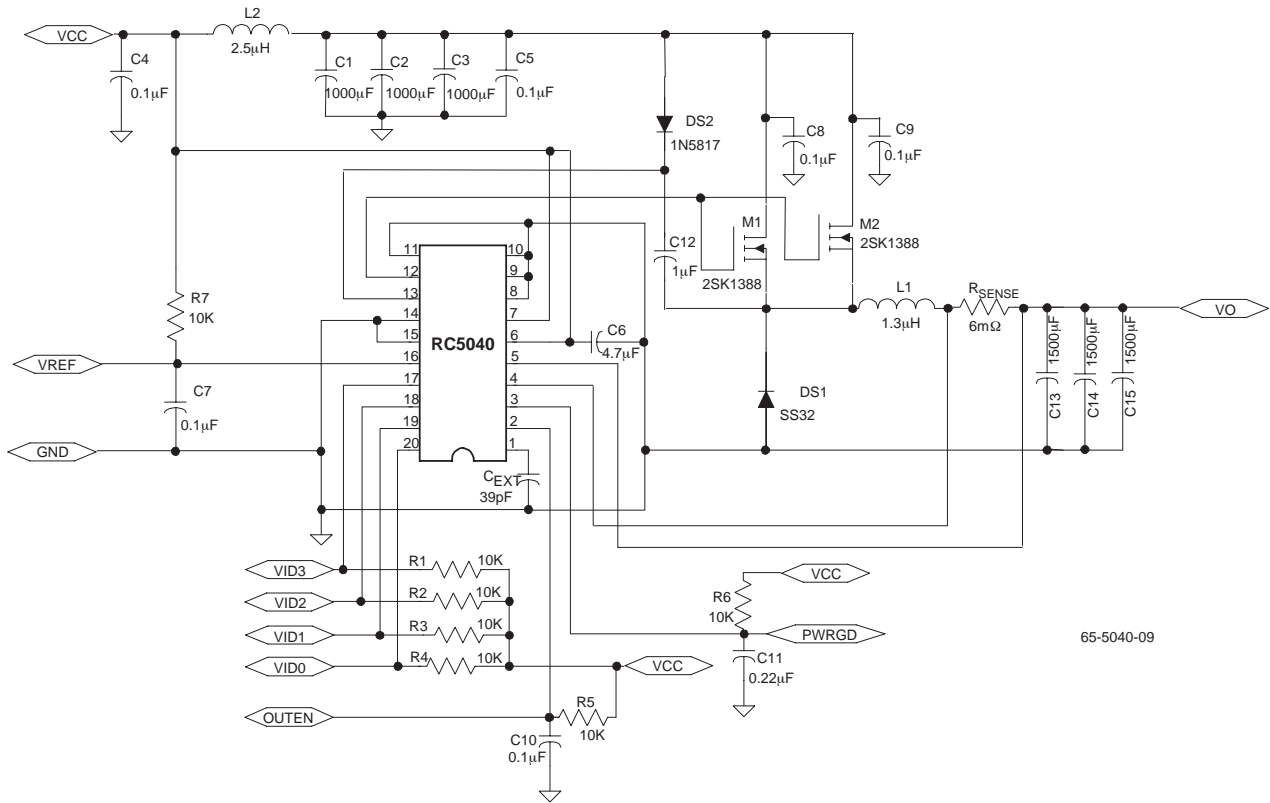 L2
VCC
2.5µH
C4
0.1µF
C1
1000µF
C2
1000µF
C3
1000µF
C5
0.1µF
DS2
1N5817
C8
0.1µF
C9
0.1µF
C12
1µF
M1
2SK1388
M2
2SK1388
R7
10K
11
12
13
14
15
16
17
18
19
20
RC5040
10
9
8
7
6
5
4
3
2
1
C6
4.7µF
L1
1.3µH
RSENSE
6mΩ
VO
1500µF
C13
1500µF
C14
1500µF
C15
DS1
SS32
VREF
C7
0.1µF
GND
CEXT
39pF
VID3
R1
10K
VID2
R2
10K
VID1
R3
10K
VID0
R4
10K
VCC
OUTEN
R5
10K
C10
0.1µF
VCC
R6
10K
PWRGD
C11
0.22µF
65-5040-09